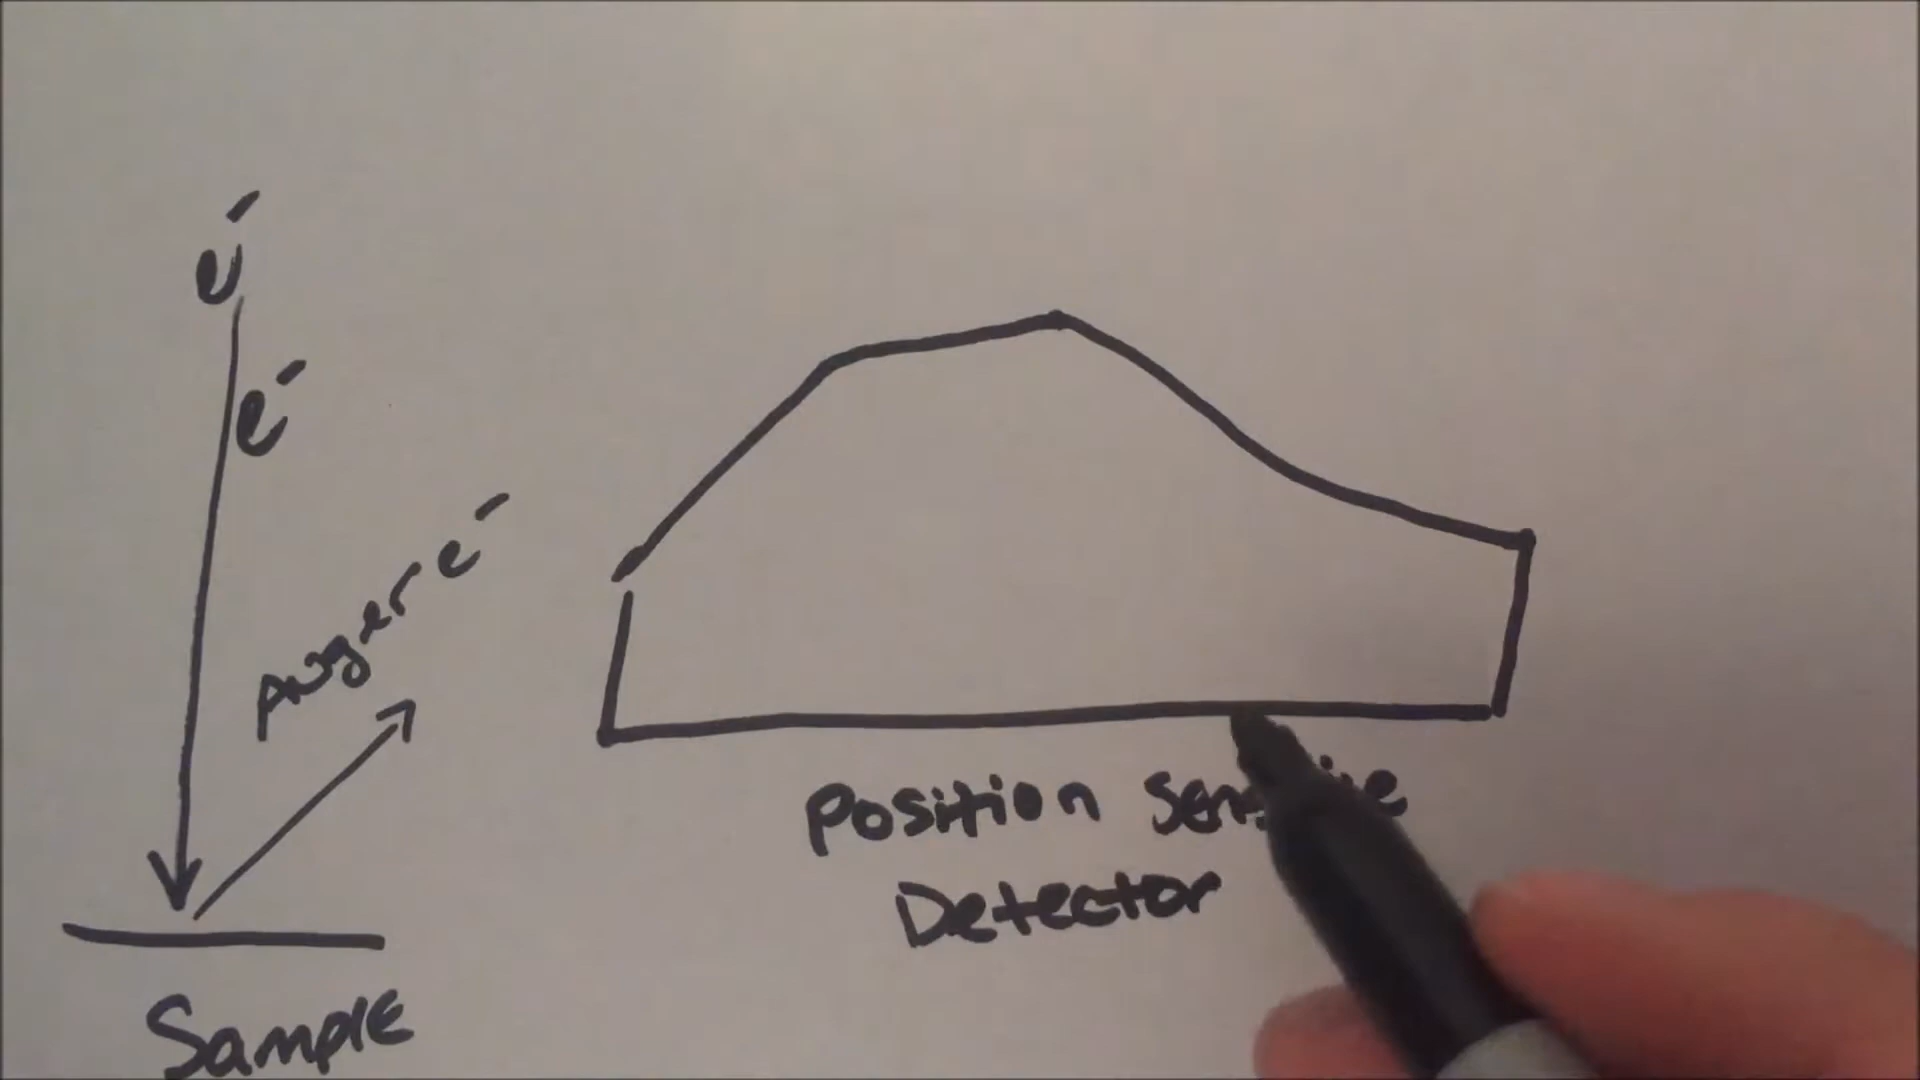 e⁻
e⁻
Auger e⁻
Position
Detector
Sample